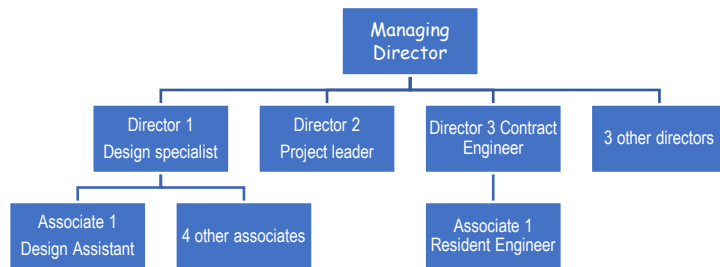 Managing
Director
Director 1
Design specialist
Director 2
Project leader
Director 3 Contract
Engineer
3 other directors
Associate 1
Design Assistant
4 other associates
Associate 1
Resident Engineer